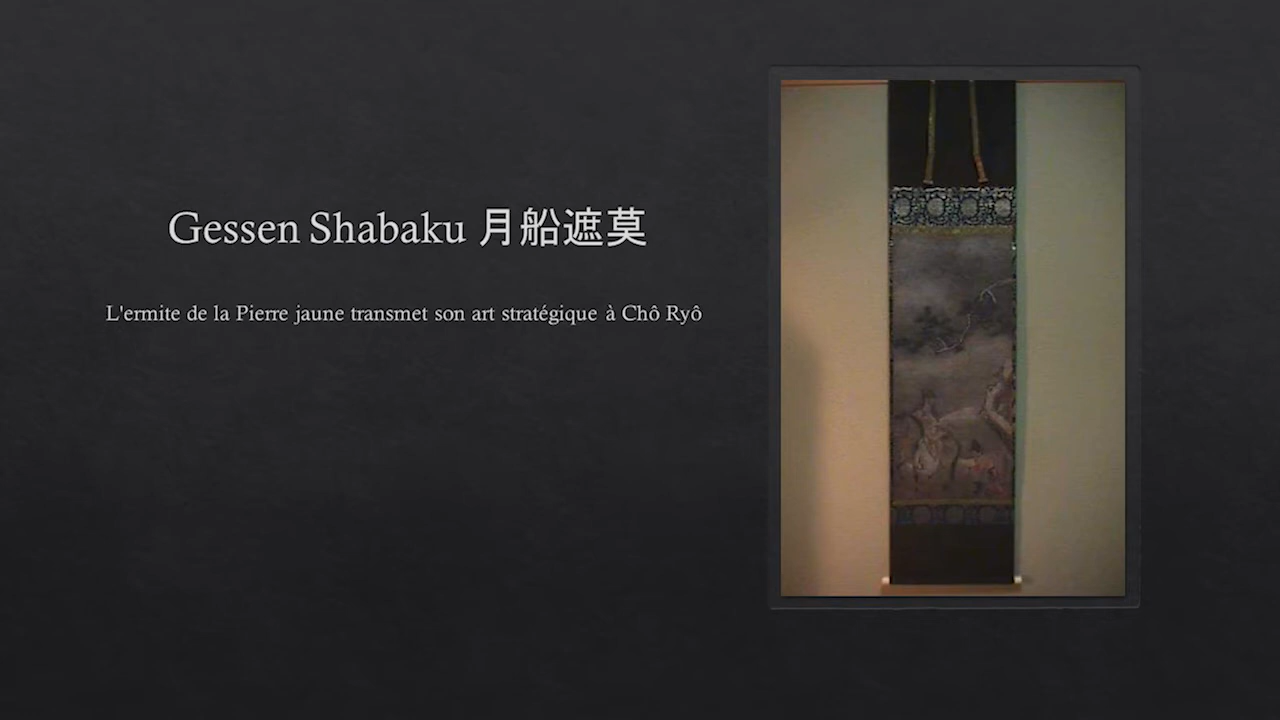 Gessen Shabaku 月船遮莫
L'ermite de la Pierre jaune transmet son art stratégique à Chô Ryô